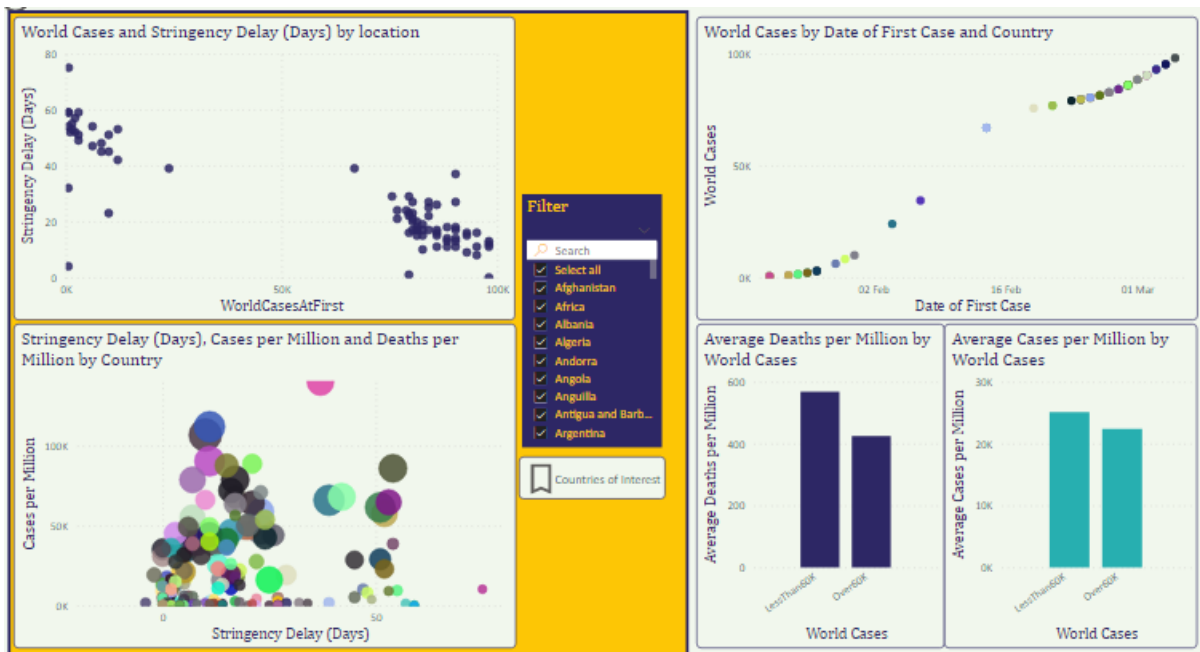 World Cases and Stringency Delay (Days) by location
80
60
40
20
0
Stringency Delay (Days)
0K
50K
100K
WorldCasesAtFirst
Stringency Delay (Days), Cases per Million and Deaths per
Million by Country
100K
50K
0K
Cases per Million
0
50
Stringency Delay (Days)
Filter
Search
Select all
Afghanistan
Africa
Albania
Algeria
Andorra
Angola
Anguilla
Antigua and Barb...
Argentina
Countries of Interest
World Cases by Date of First Case and Country
100K
50K
0K
World Cases
02 Feb
16 Feb
01 Mar
Date of First Case
Average Deaths per Million by
World Cases
600
400
200
0
Average Deaths per Million
LessThan60K
Over60K
World Cases
Average Cases per Million by
World Cases
30K
20K
10K
0K
Average Cases per Million
LessThan60K
Over60K
World Cases